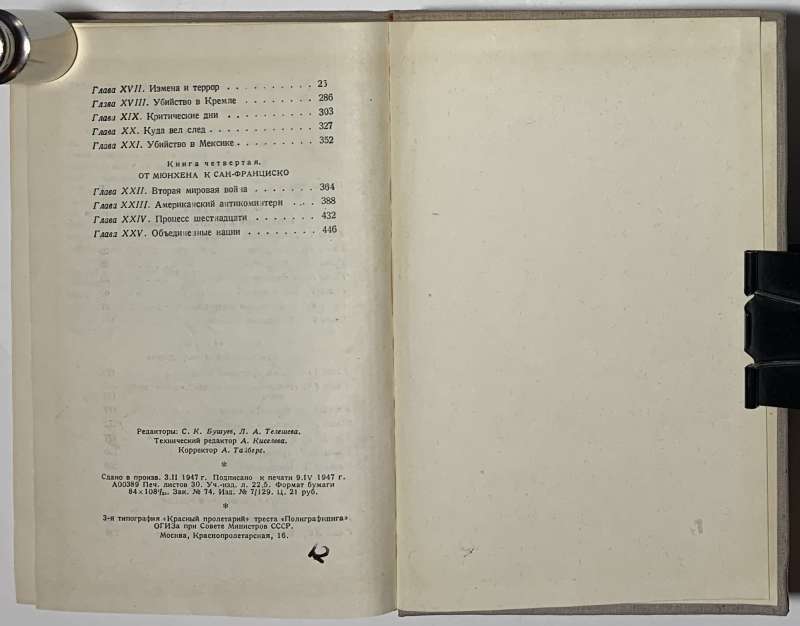 Глава XVII. Измена и террор . . . . . . . . . . 23
Глава XVIII. Убийство в Кремле . . . . . . . . 286
Глава XIX. Критические дни . . . . . . . . . . 303
Глава XX. Куда вел след . . . . . . . . . . . . 327
Глава XXI. Убийство в Мексике . . . . . . . . . 352
Книга четвертая.
ОТ МЮНХЕНА К САН-ФРАНЦИСКО
Глава XXII. Вторая мировая война . . . . . . . 364
Глава XXIII. Американский антикоминтерн . . . . 388
Глава XXIV. Процесс шестнадцати . . . . . . . 432
Глава XXV. Объединенные нации . . . . . . . . 446
Редакторы: С. К. Бушуев, Л. А. Телешева.
Технический редактор А. Киселева.
Корректор А. Тагберг.
*
Сдано в произв. 3.II 1947 г. Подписано к печати 9.IV 1947 г.
А00389 Печ. листов 30. Уч.-изд. л. 22,5. Формат бумаги
84×108¹/₃₂. Зак. № 74. Изд. № 7/129. Ц. 21 руб.
*
3-я типография «Красный пролетарий» треста «Полиграфкнига»
ОГИЗа при Совете Министров СССР.
Москва, Краснопролетарская, 16.